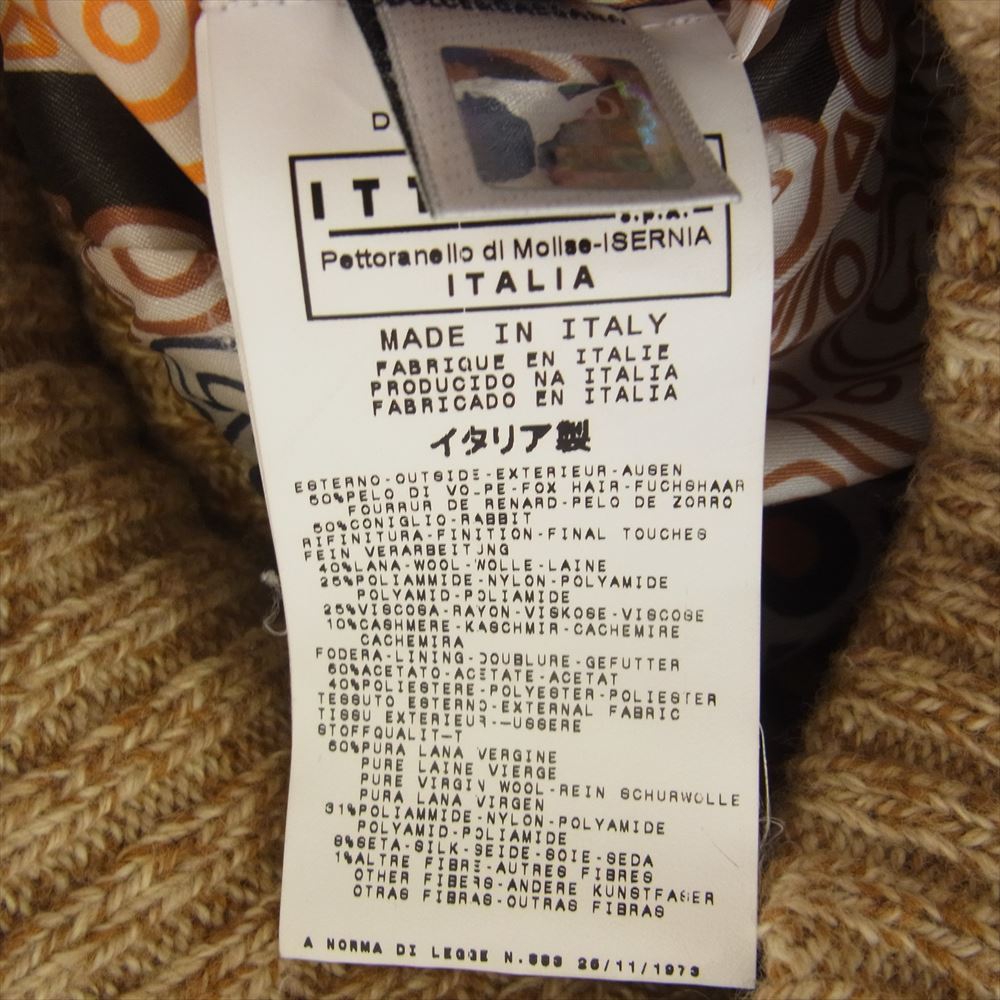 D
ITT
S.P.A.
Pettoranello di Molise-ISERNIA
ITALIA
MADE IN ITALY
FABRIQUE EN ITALIE
PRODUCIDO NA ITALIA
FABRICADO EN ITALIA
イタリア製
ESTERNO-OUTSIDE-EXTERIEUR-AUSEN
50%PELO DI VO-PE-FOX HAIR-FUCHSHAAR
FOURRUR DE RENARD-PELO DE ZORRO
50%CONIGLIO-RABBIT
RIFINITURA-FINITION-FINAL TOUCHES
FEIN VERARBEITUNG
40%LANA-WOOL-WOLLE-LAINE
25%POLIAMMIDE-NYLON-POLYAMIDE
POLYAMID-POLIAMIDE
25%VISCOSA-RAYON-VISKOSE-VISCOSE
10%CASHMERE-KASCHMIR-CACHEMIRE
CACHEMIRA
FODERA-LINING-DOUBLURE-GEFUTTER
60%ACETATO-ACETATE-ACETAT
40%POLIESTERE-POLYESTER-POLIESTER
TESSUTO ESTERNO-EXTERNAL FABRIC
TISSU EXTERIEUR--USSERE
STOFFQUALIT-T
60%PURA LANA VERGINE
PURE LAINE VIERGE
PURE VIRGIN WOOL-REIN SCHURWOLLE
PURA LANA VIRGEN
31%POLIAMMIDE-NYLON-POLYAMIDE
POLYAMID-POLIAMIDE
8%SETA-SILK-SEIDE-SOIE-SEDA
1%ALTRE FIBRE-AUTRES FIBRES
OTHER FIBERS-ANDERE KUNSTFASER
OTRAS FIBRAS-OUTRAS FIBRAS
A NORMA DI LEGGE N.883 26/11/1973